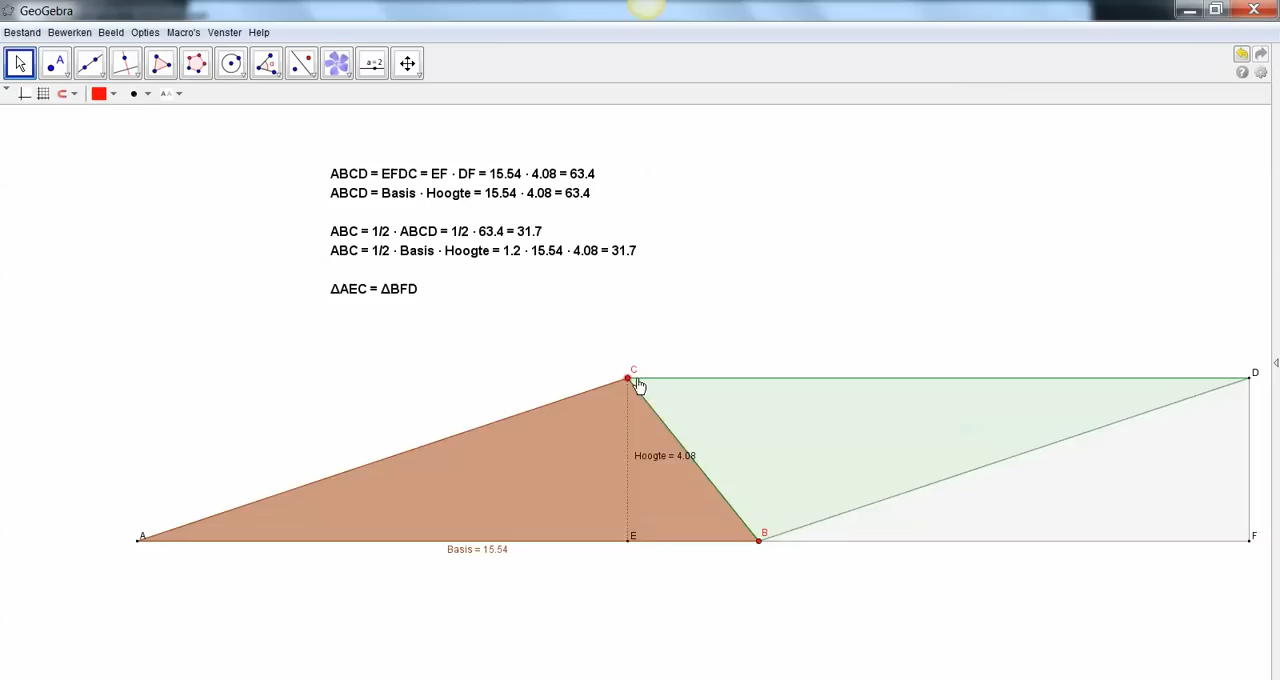 GeoGebra
Bestand Bewerken Beeld Opties Macro's Venster Help
A
a=2
A A
ABCD = EFDC = EF · DF = 15.54 · 4.08 = 63.4
ABCD = Basis · Hoogte = 15.54 · 4.08 = 63.4
ABC = 1/2 · ABCD = 1/2 · 63.4 = 31.7
ABC = 1/2 · Basis · Hoogte = 1.2 · 15.54 · 4.08 = 31.7
ΔAEC = ΔBFD
C
D
Hoogte = 4.08
A
E
B
F
Basis = 15.54